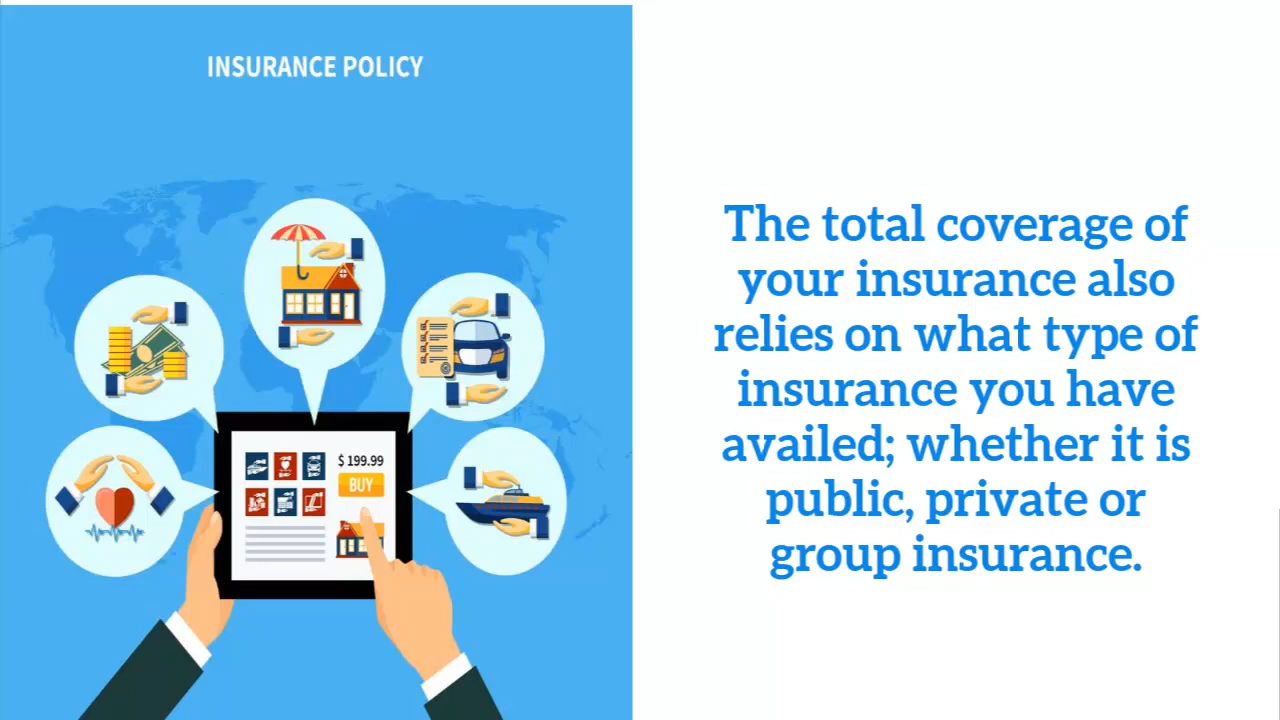 INSURANCE POLICY
$ 199.99
BUY
The total coverage of
your insurance also
relies on what type of
insurance you have
availed; whether it is
public, private or
group insurance.